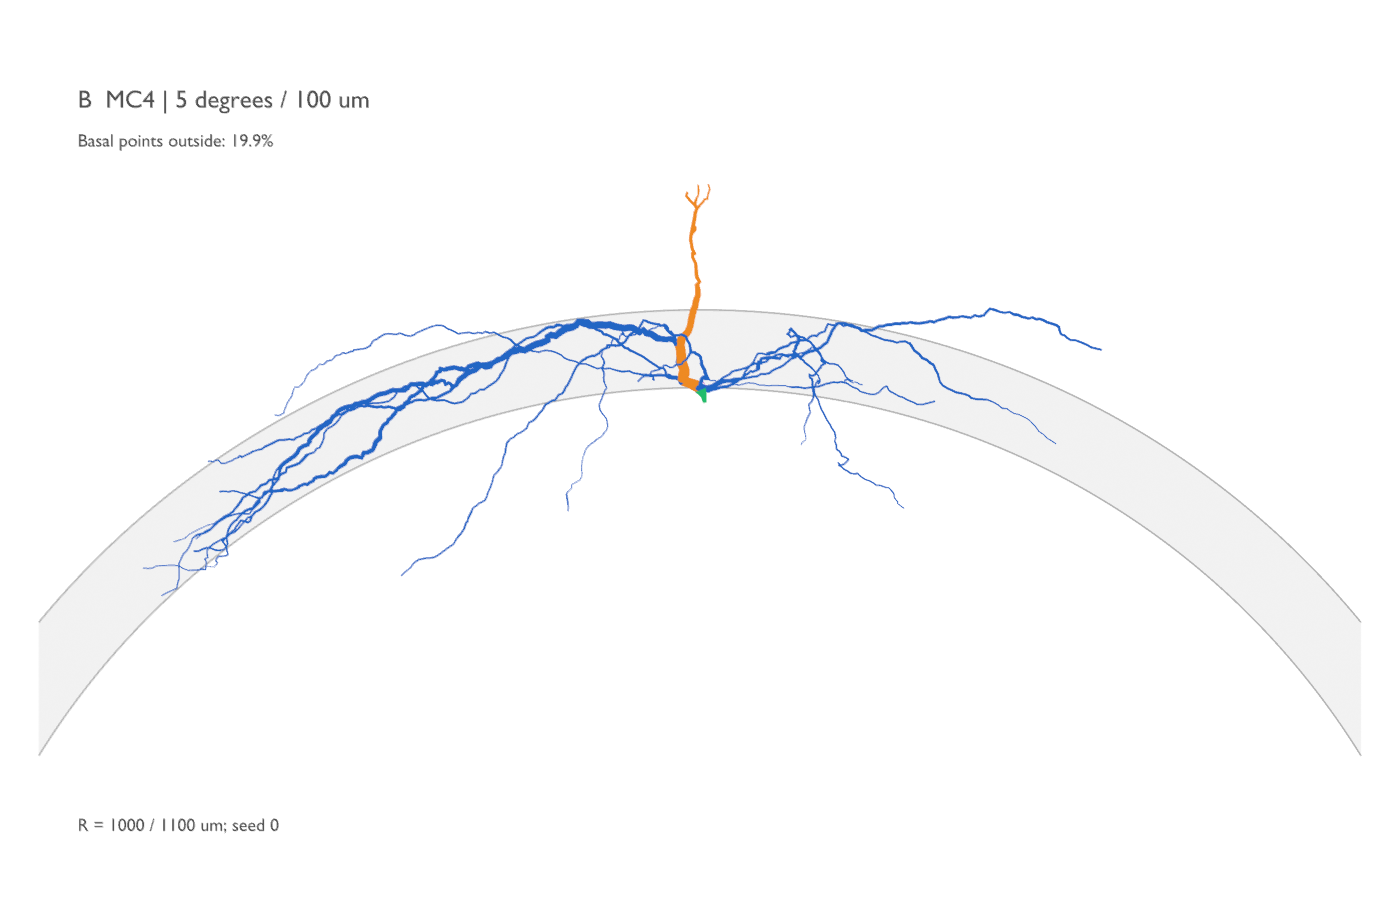 B  MC4 | 5 degrees / 100 um
Basal points outside: 19.9%
R = 1000 / 1100 um; seed 0